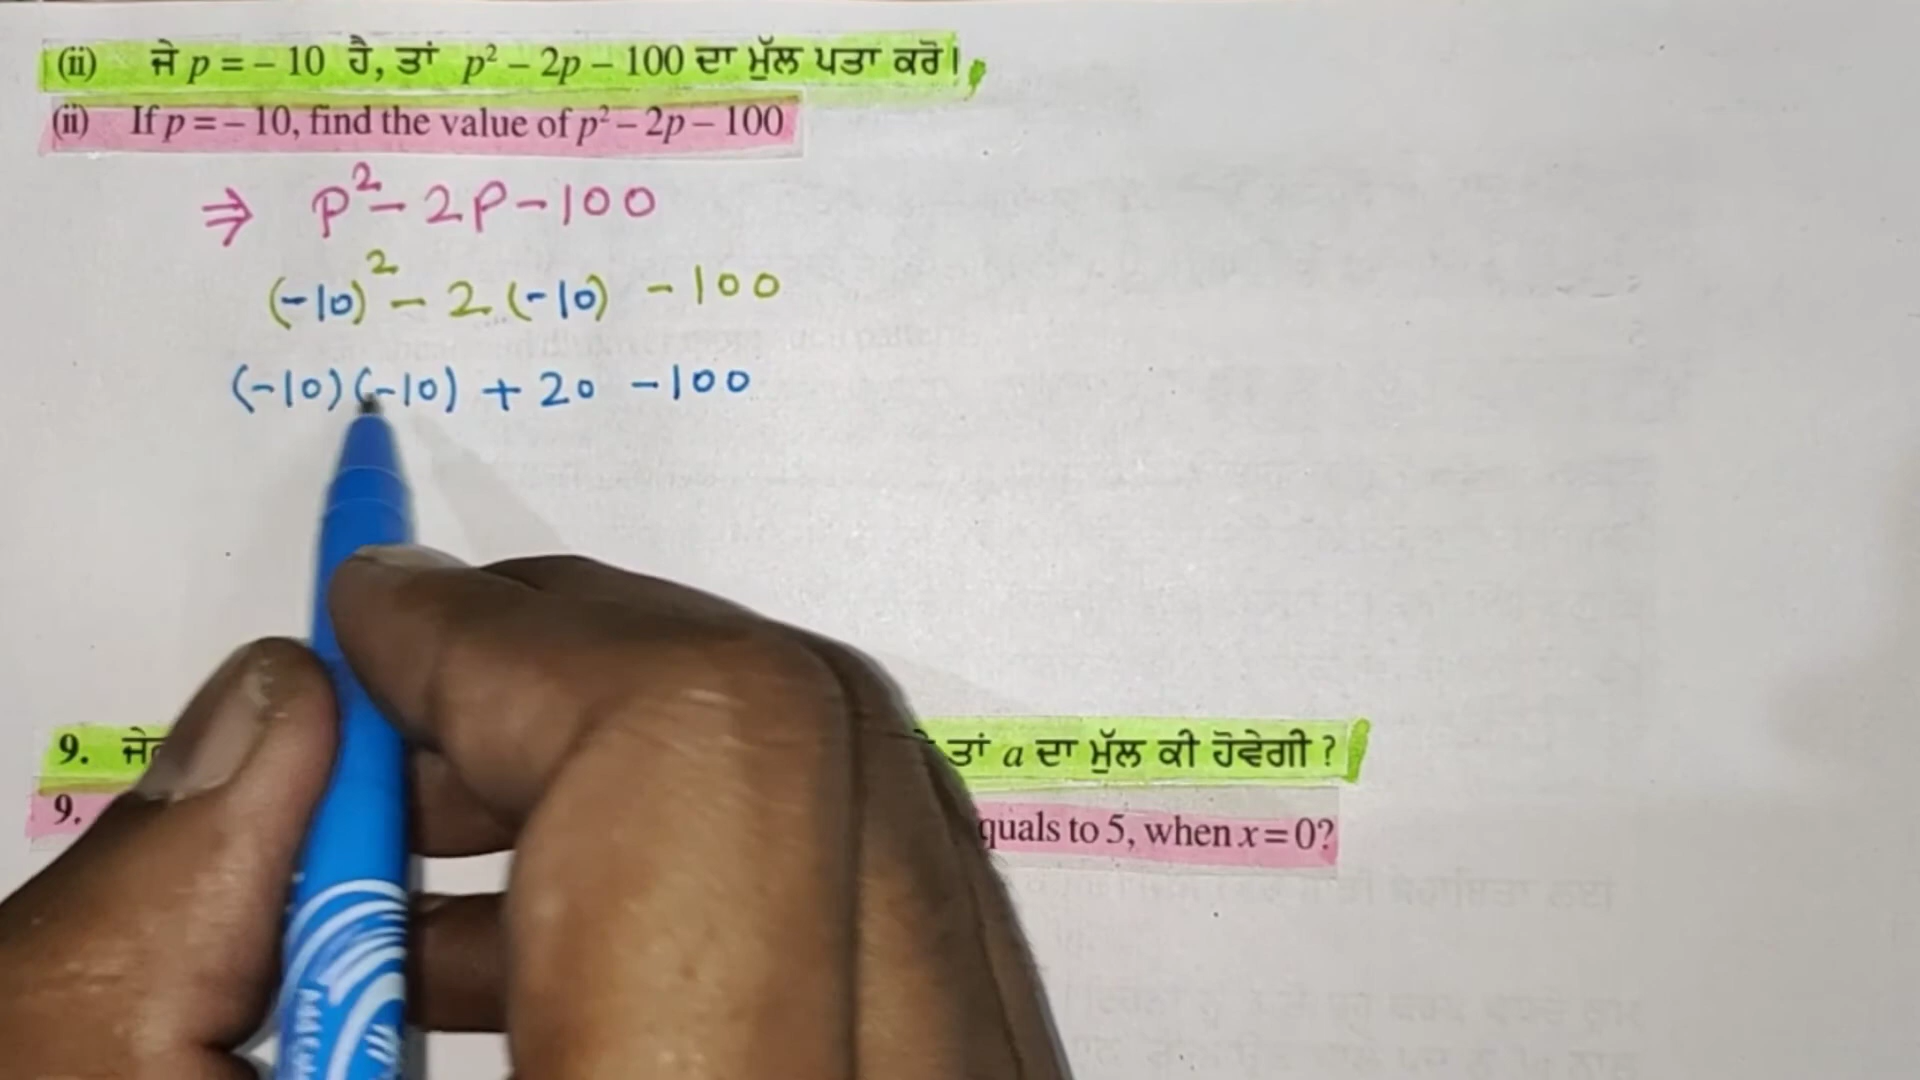 (ii) ਜੇ p = – 10 ਹੈ, ਤਾਂ p² – 2p – 100 ਦਾ ਮੁੱਲ ਪਤਾ ਕਰੋ।
(ii) If p = – 10, find the value of p² – 2p – 100
⇒ p² - 2p - 100
(-10)² - 2 (-10) - 100
(-10)(-10) + 20 - 100
9. ਤਾਂ a ਦਾ ਮੁੱਲ ਕੀ ਹੋਵੇਗੀ ?
9. quals to 5, when x = 0?